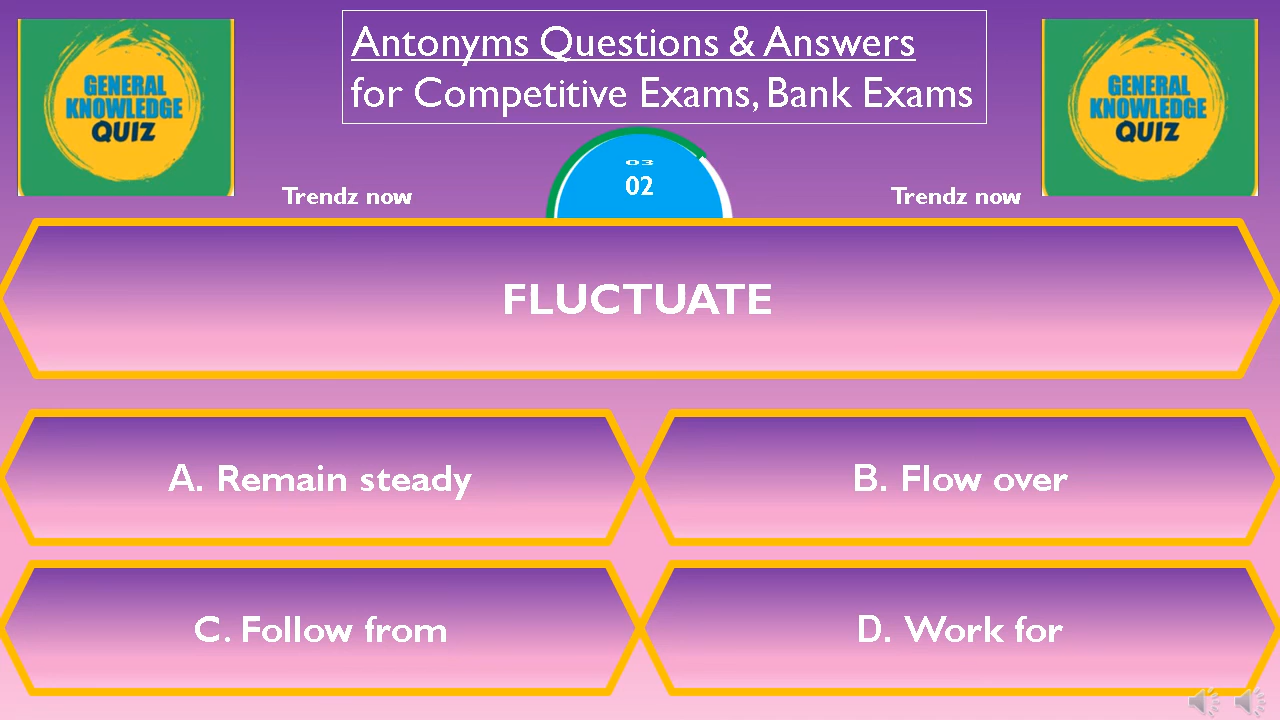 Antonyms Questions & Answers
for Competitive Exams, Bank Exams
GENERAL
KNOWLEDGE
QUIZ
GENERAL
KNOWLEDGE
QUIZ
03
02
Trendz now
Trendz now
FLUCTUATE
A. Remain steady
B. Flow over
C. Follow from
D. Work for